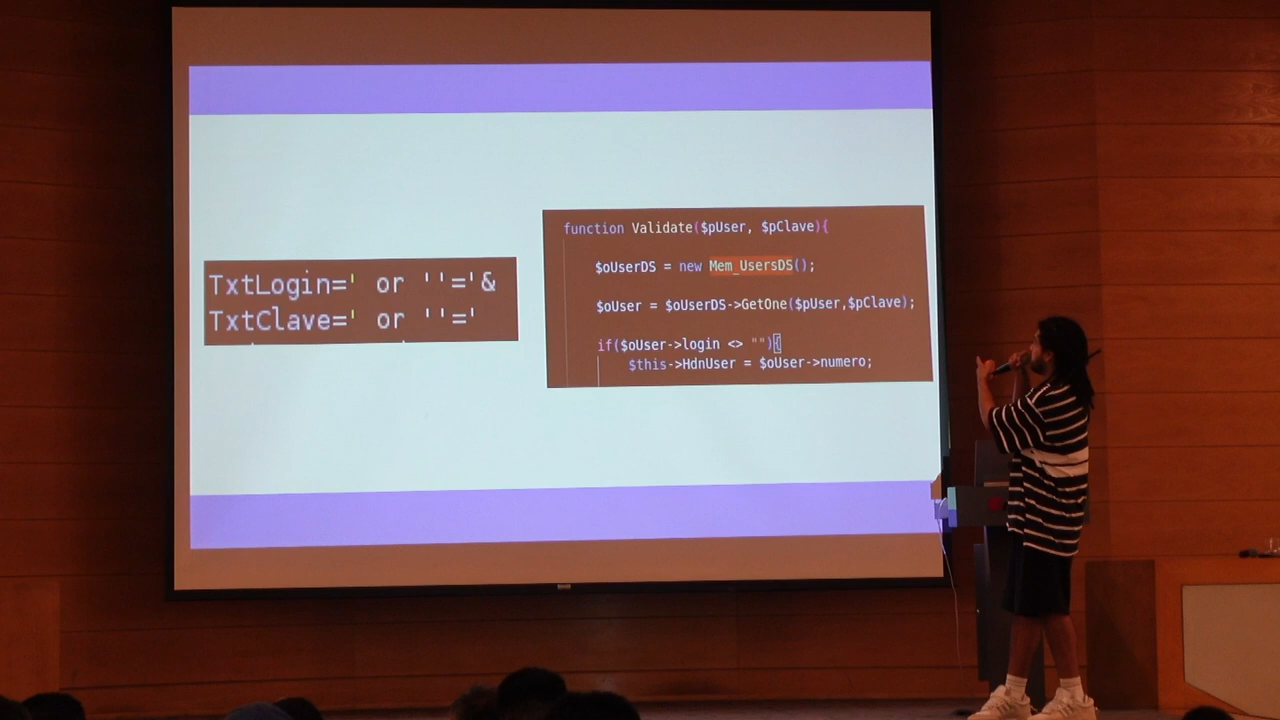 TxtLogin=' or ''='&
TxtClave=' or ''='
function Validate($pUser, $pClave){
$oUserDS = new Mem_UsersDS();
$oUser = $oUserDS->GetOne($pUser,$pClave);
if($oUser->login <> ""){
$this->HdnUser = $oUser->numero;